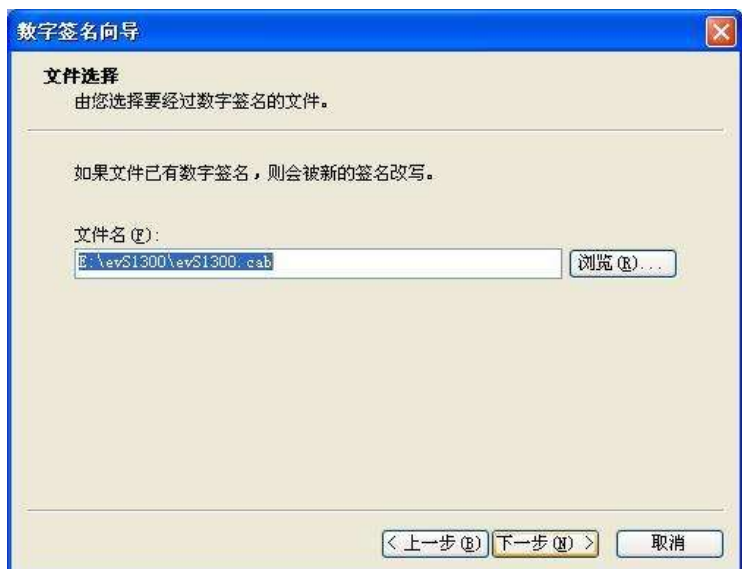 数字签名向导
文件选择
由您选择要经过数字签名的文件。
如果文件已有数字签名，则会被新的签名改写。
文件名(F):
E:\evS1300\evS1300.cab
浏览(R)...
< 上一步(B)
下一步(N) >
取消